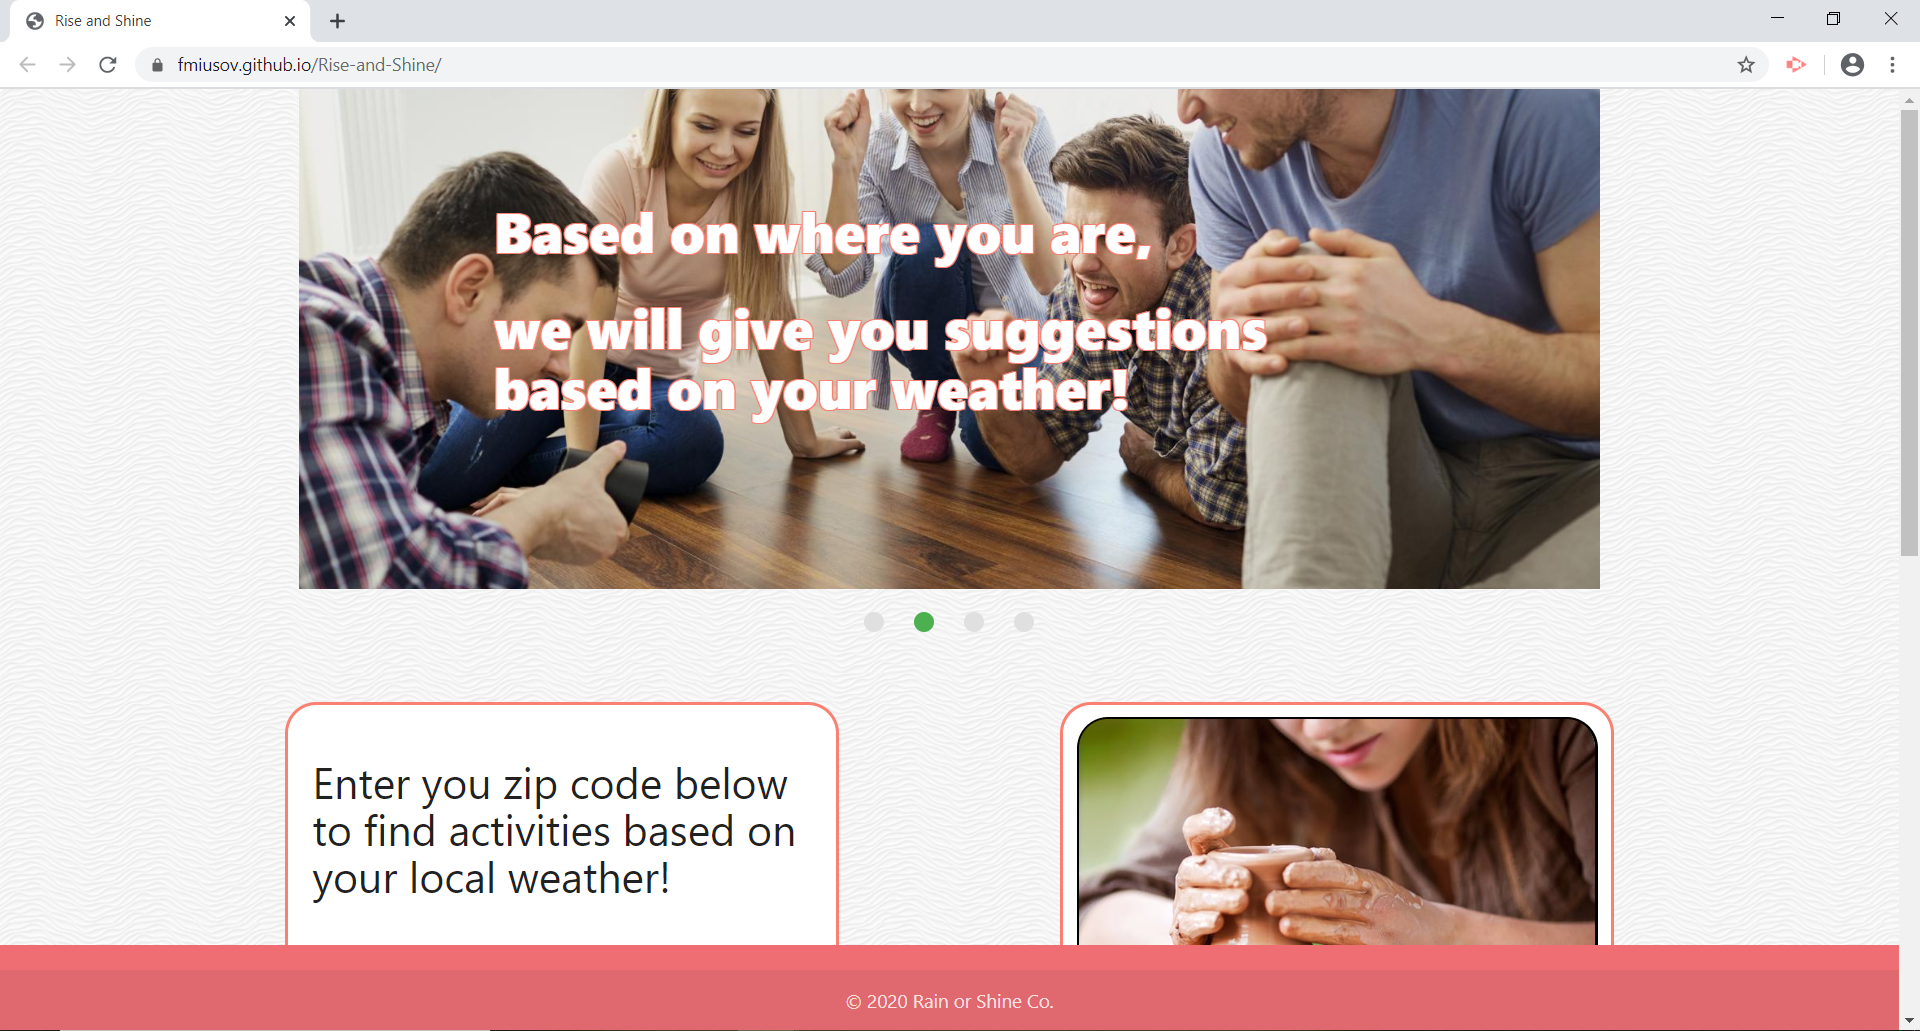 Rise and Shine
fmiusov.github.io/Rise-and-Shine/
Based on where you are,
we will give you suggestions
based on your weather!
Enter you zip code below
to find activities based on
your local weather!
© 2020 Rain or Shine Co.